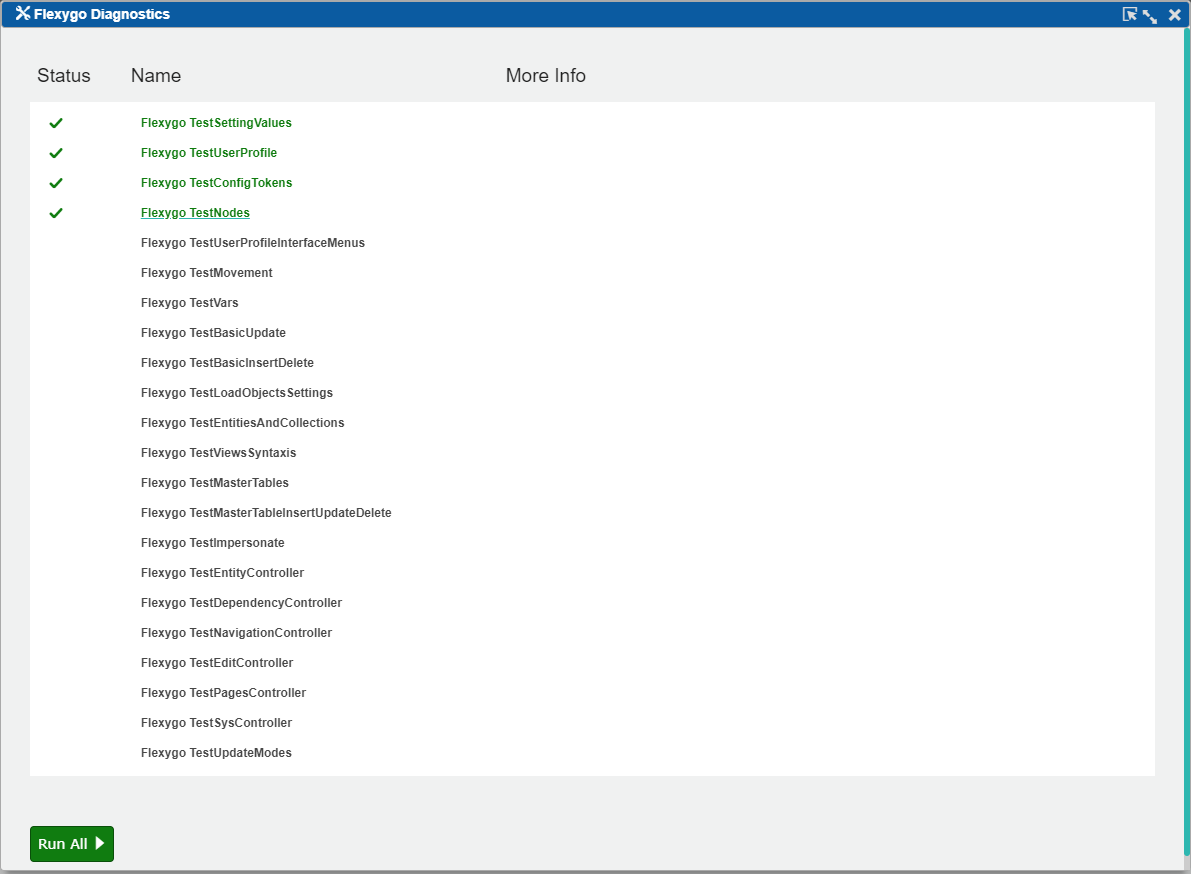 Flexygo Diagnostics
Status Name More Info
Flexygo TestSettingValues
Flexygo TestUserProfile
Flexygo TestConfigTokens
Flexygo TestNodes
Flexygo TestUserProfileInterfaceMenus
Flexygo TestMovement
Flexygo TestVars
Flexygo TestBasicUpdate
Flexygo TestBasicInsertDelete
Flexygo TestLoadObjectsSettings
Flexygo TestEntitiesAndCollections
Flexygo TestViewsSyntaxis
Flexygo TestMasterTables
Flexygo TestMasterTableInsertUpdateDelete
Flexygo TestImpersonate
Flexygo TestEntityController
Flexygo TestDependencyController
Flexygo TestNavigationController
Flexygo TestEditController
Flexygo TestPagesController
Flexygo TestSysController
Flexygo TestUpdateModes
Run All